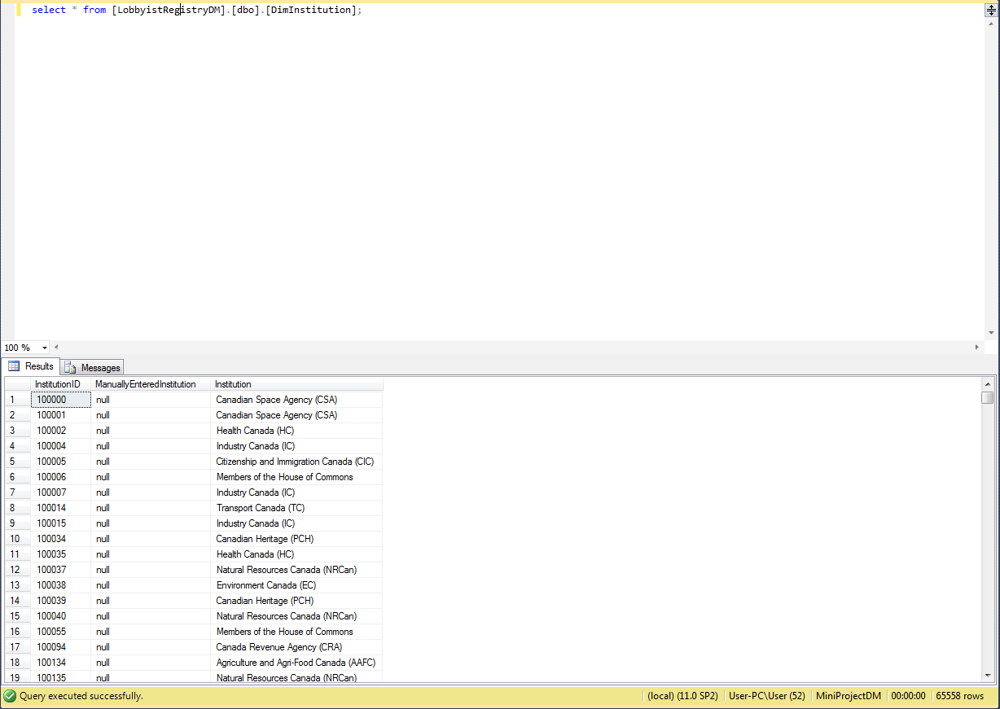 select * from [LobbyistRegistryDM].[dbo].[DimInstitution];
100 %
Results Messages
InstitutionID ManuallyEnteredInstitution Institution
1 100000 null Canadian Space Agency (CSA)
2 100001 null Canadian Space Agency (CSA)
3 100002 null Health Canada (HC)
4 100004 null Industry Canada (IC)
5 100005 null Citizenship and Immigration Canada (CIC)
6 100006 null Members of the House of Commons
7 100007 null Industry Canada (IC)
8 100014 null Transport Canada (TC)
9 100015 null Industry Canada (IC)
10 100034 null Canadian Heritage (PCH)
11 100035 null Health Canada (HC)
12 100037 null Natural Resources Canada (NRCan)
13 100038 null Environment Canada (EC)
14 100039 null Canadian Heritage (PCH)
15 100040 null Natural Resources Canada (NRCan)
16 100055 null Members of the House of Commons
17 100094 null Canada Revenue Agency (CRA)
18 100134 null Agriculture and Agri-Food Canada (AAFC)
19 100135 null Natural Resources Canada (NRCan)
Query executed successfully. (local) (11.0 SP2) User-PC\User (52) MiniProjectDM 00:00:00 65558 rows